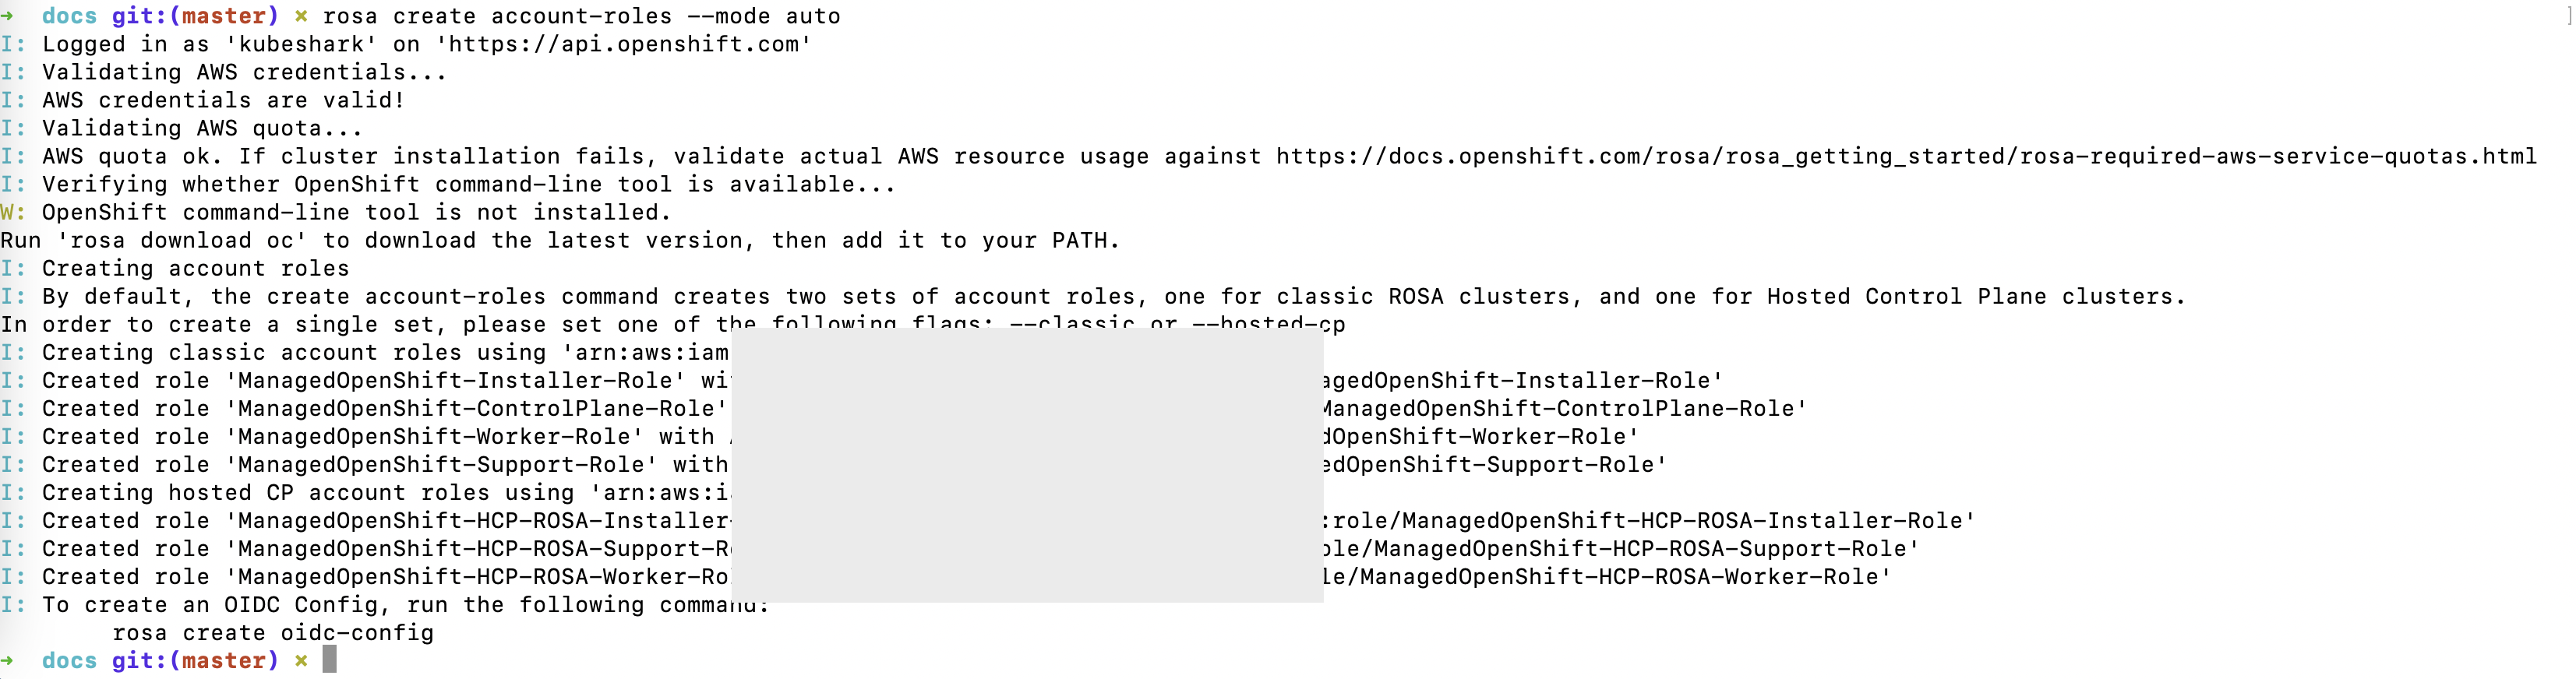 → docs git:(master) × rosa create account-roles --mode auto
I: Logged in as 'kubeshark' on 'https://api.openshift.com'
I: Validating AWS credentials...
I: AWS credentials are valid!
I: Validating AWS quota...
I: AWS quota ok. If cluster installation fails, validate actual AWS resource usage against https://docs.openshift.com/rosa/rosa_getting_started/rosa-required-aws-service-quotas.html
I: Verifying whether OpenShift command-line tool is available...
W: OpenShift command-line tool is not installed.
Run 'rosa download oc' to download the latest version, then add it to your PATH.
I: Creating account roles
I: By default, the create account-roles command creates two sets of account roles, one for classic ROSA clusters, and one for Hosted Control Plane clusters.
In order to create a single set, please set one of the following flags: --classic or --hosted-cp
I: Creating classic account roles using 'arn:aws:iam
I: Created role 'ManagedOpenShift-Installer-Role' agedOpenShift-Installer-Role'
I: Created role 'ManagedOpenShift-ControlPlane-Role' ManagedOpenShift-ControlPlane-Role'
I: Created role 'ManagedOpenShift-Worker-Role' with dOpenShift-Worker-Role'
I: Created role 'ManagedOpenShift-Support-Role' with edOpenShift-Support-Role'
I: Creating hosted CP account roles using 'arn:aws:i
I: Created role 'ManagedOpenShift-HCP-ROSA-Installer- :role/ManagedOpenShift-HCP-ROSA-Installer-Role'
I: Created role 'ManagedOpenShift-HCP-ROSA-Support-R ole/ManagedOpenShift-HCP-ROSA-Support-Role'
I: Created role 'ManagedOpenShift-HCP-ROSA-Worker-Ro le/ManagedOpenShift-HCP-ROSA-Worker-Role'
I: To create an OIDC Config, run the following command:
rosa create oidc-config
→ docs git:(master) ×